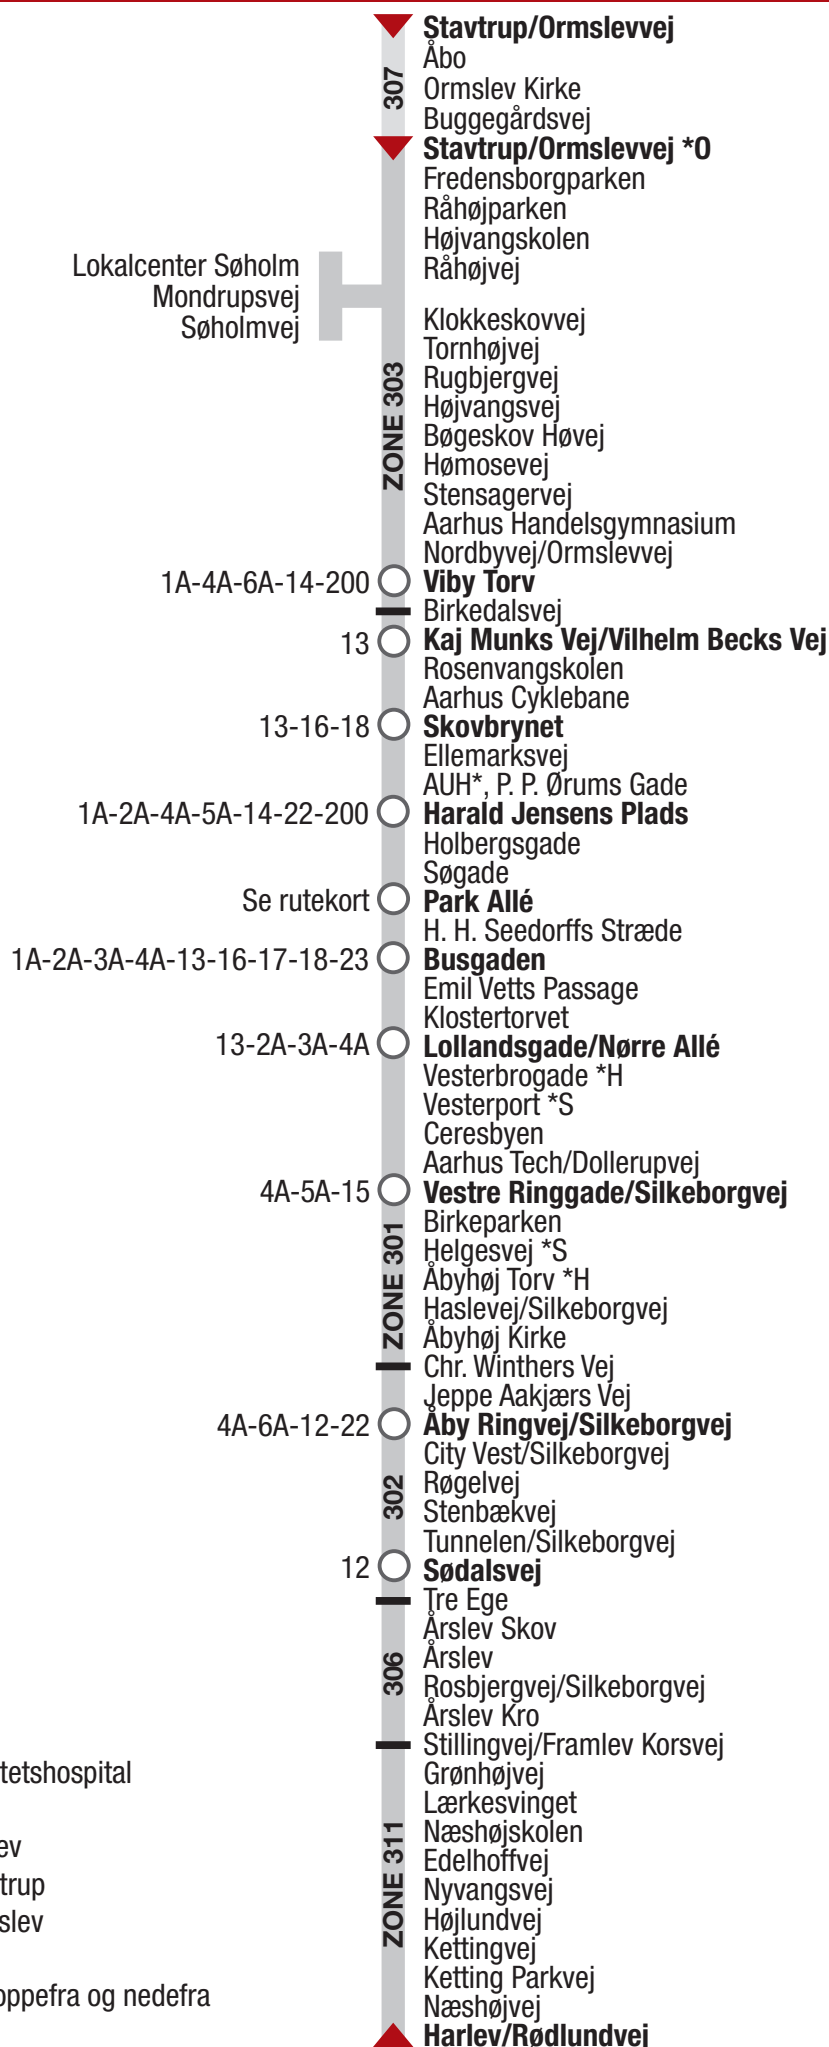 Stavtrup/Ormslevvej
Åbo
307
Ormslev Kirke
Buggegårdsvej
Stavtrup/Ormslevvej *O
Fredensborgparken
Råhøjparken
Højvangskolen
Råhøjvej
Lokalcenter Søholm
Mondrupsvej
Søholmvej
Klokkeskovvej
Tornhøjvej
Rugbjergvej
Højvangsvej
ZONE 303
Bøgeskov Høvej
Hømosevej
Stensagervej
Aarhus Handelsgymnasium
Nordbyvej/Ormslevvej
1A-4A-6A-14-200 Viby Torv
Birkedalsvej
13 Kaj Munks Vej/Vilhelm Becks Vej
Rosenvangskolen
Aarhus Cyklebane
13-16-18 Skovbrynet
Ellemarksvej
AUH*, P. P. Ørums Gade
1A-2A-4A-5A-14-22-200 Harald Jensens Plads
Holbergsgade
Søgade
Se rutekort Park Allé
H. H. Seedorffs Stræde
1A-2A-3A-4A-13-16-17-18-23 Busgaden
Emil Vetts Passage
Klostertorvet
13-2A-3A-4A Lollandsgade/Nørre Allé
Vesterbrogade *H
Vesterport *S
Ceresbyen
Aarhus Tech/Dollerupvej
4A-5A-15 Vestre Ringgade/Silkeborgvej
Birkeparken
Helgesvej *S
ZONE 301
Åbyhøj Torv *H
Haslevej/Silkeborgvej
Åbyhøj Kirke
Chr. Winthers Vej
Jeppe Aakjærs Vej
4A-6A-12-22 Åby Ringvej/Silkeborgvej
City Vest/Silkeborgvej
Røgelvej
302
Stenbækvej
Tunnelen/Silkeborgvej
12 Sødalsvej
Tre Ege
Årslev Skov
Årslev
306
Rosbjergvej/Silkeborgvej
Årslev Kro
Stillingvej/Framlev Korsvej
Grønhøjvej
Lærkesvinget
Næshøjskolen
Edelhoffvej
ZONE 311
Nyvangsvej
Højlundvej
Kettingvej
Ketting Parkvej
Næshøjvej
Harlev/Rødlundvej
tetshospital
ev
trup
slev
oppefra og nedefra